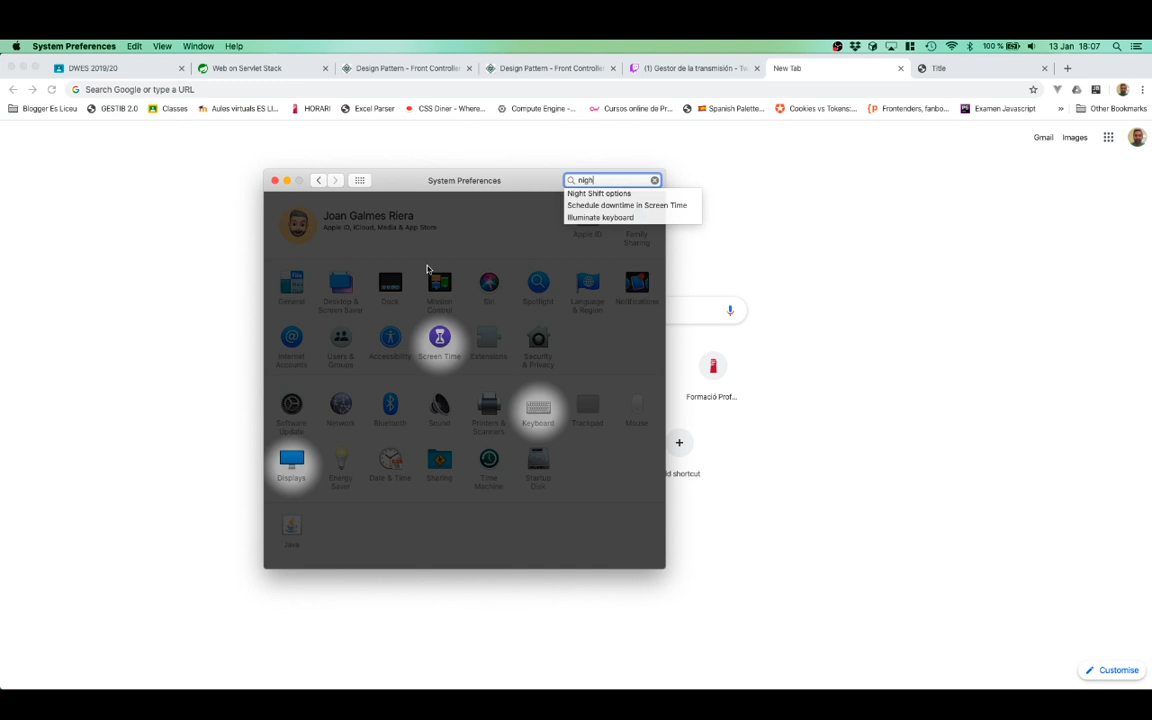 System Preferences Edit View Window Help 100 % 13 Jan 18:07
DWES 2019/20 Web on Servlet Stack Design Pattern - Front Controlle Design Pattern - Front Controlle (1) Gestor de la transmisión - Tw New Tab Title
Search Google or type a URL
Blogger Es Liceu GESTIB 2.0 Classes Aules virtuales ES LI... HORARI Excel Parser CSS Diner - Where... Compute Engine -... Cursos online de Pr... Spanish Palette... Cookies vs Tokens:... Frontenders, fanbo... Examen Javascript » Other Bookmarks
Gmail Images
System Preferences nigh
Night Shift options
Schedule downtime in Screen Time
Illuminate keyboard
Joan Galmes Riera
Apple ID, iCloud, Media & App Store
Apple ID Family
Sharing
General Desktop & Dock Mission Siri Spotlight Language Notifications
Screen Saver Control & Region
Internet Users & Accessibility Screen Time Extensions Security
Accounts Groups & Privacy
Formació Prof...
Software Network Bluetooth Sound Printers & Keyboard Trackpad Mouse
Update Scanners
Displays Energy Date & Time Sharing Time Startup
Saver Machine Disk
dd shortcut
Java
Customise